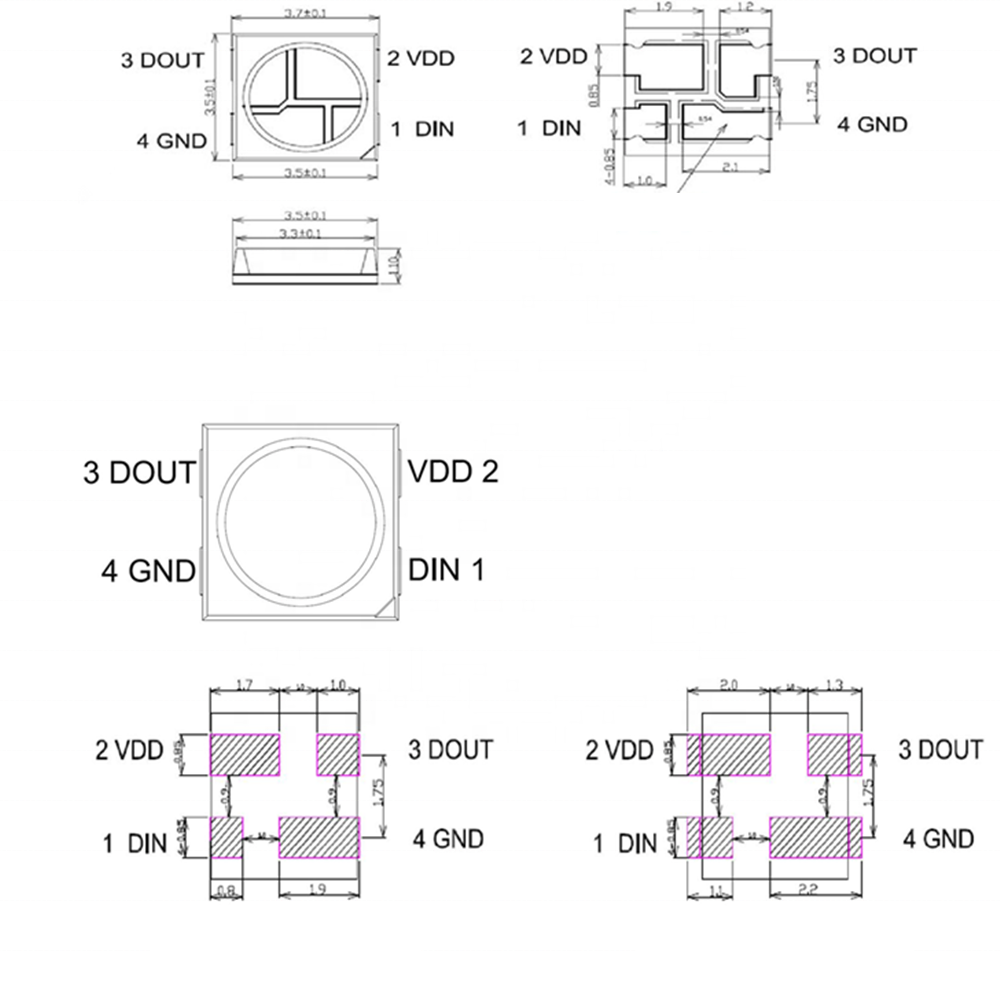 3.7±0.1
3 DOUT
2 VDD
3.5±0.1
4 GND
1 DIN
3.5±0.1
1.9
1.2
0.54
2 VDD
3 DOUT
0.85
1.75
1 DIN
0.54
4 GND
4-0.85
1.0
2.1
3.5±0.1
3.3±0.1
1.10
3 DOUT
VDD 2
4 GND
DIN 1
1.7
1.0
2 VDD
0.85
3 DOUT
0.9
0.9
1.75
1 DIN
4-0.85
4 GND
0.8
1.9
2.0
1.3
2 VDD
0.85
3 DOUT
0.9
0.9
1.75
1 DIN
4-0.85
4 GND
1.1
2.2